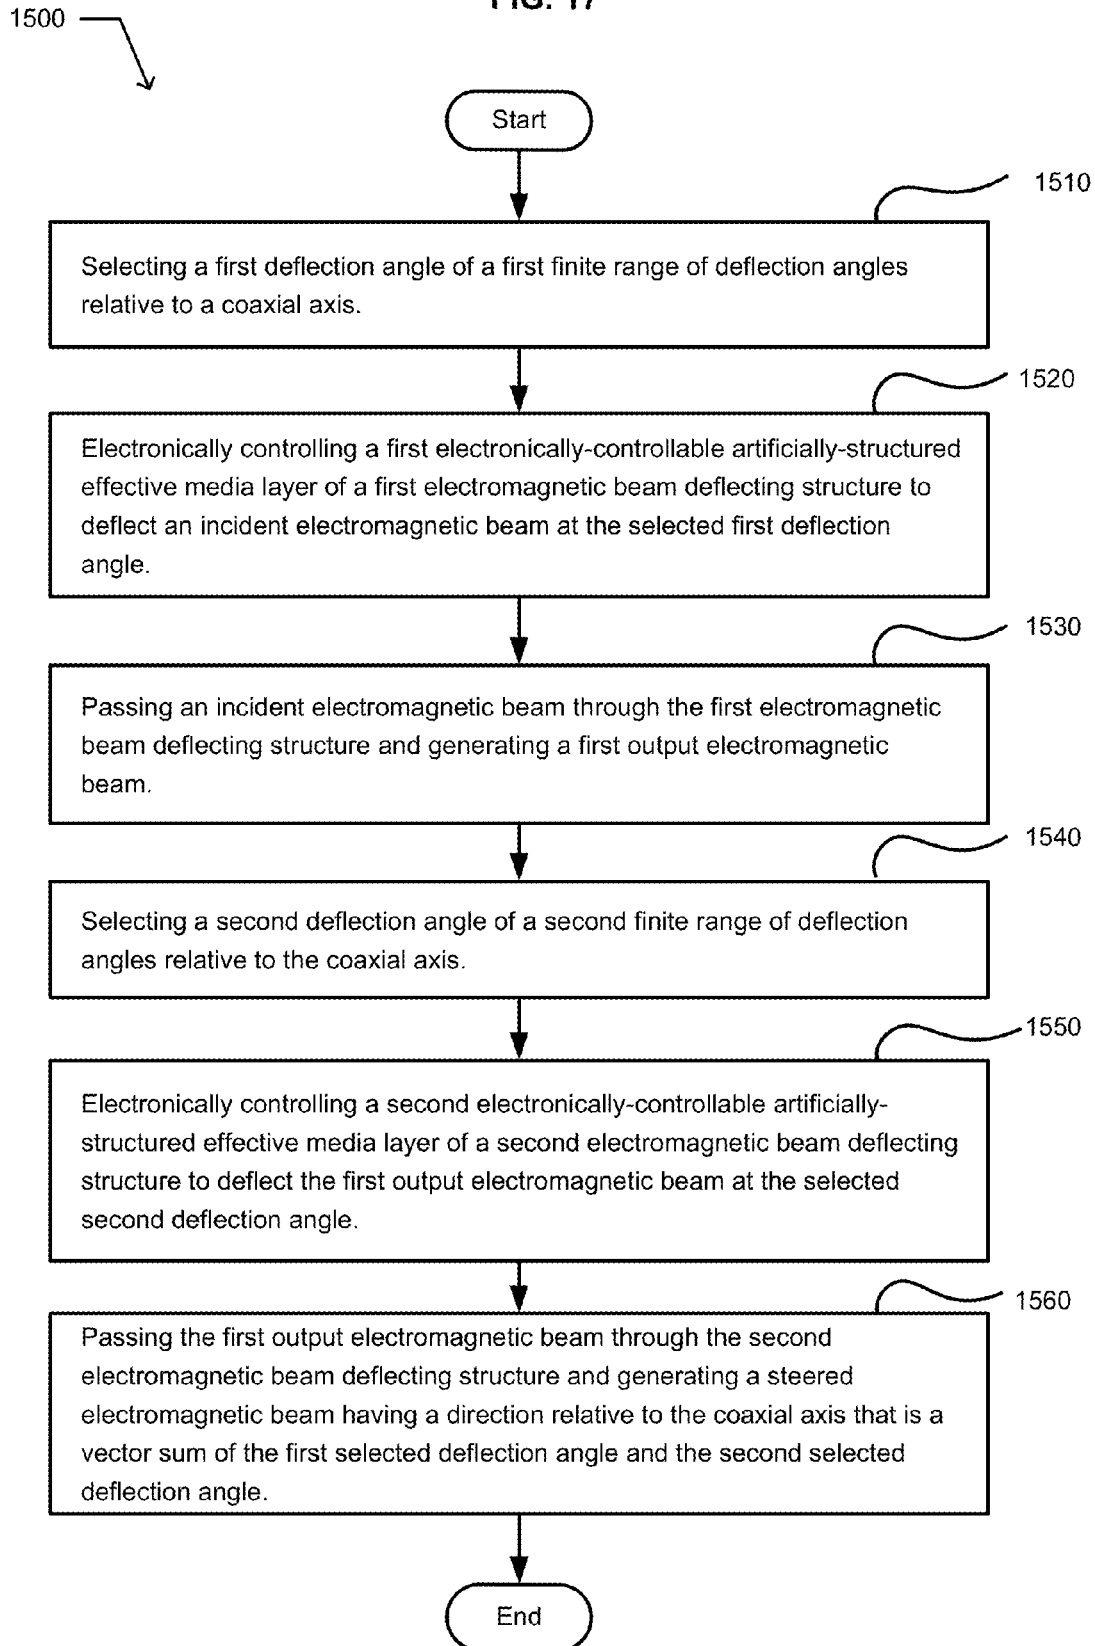 FIG. 17
1500
Start
1510
Selecting a first deflection angle of a first finite range of deflection angles
relative to a coaxial axis.
1520
Electronically controlling a first electronically-controllable artificially-structured
effective media layer of a first electromagnetic beam deflecting structure to
deflect an incident electromagnetic beam at the selected first deflection
angle.
1530
Passing an incident electromagnetic beam through the first electromagnetic
beam deflecting structure and generating a first output electromagnetic
beam.
1540
Selecting a second deflection angle of a second finite range of deflection
angles relative to the coaxial axis.
1550
Electronically controlling a second electronically-controllable artificially-
structured effective media layer of a second electromagnetic beam deflecting
structure to deflect the first output electromagnetic beam at the selected
second deflection angle.
1560
Passing the first output electromagnetic beam through the second
electromagnetic beam deflecting structure and generating a steered
electromagnetic beam having a direction relative to the coaxial axis that is a
vector sum of the first selected deflection angle and the second selected
deflection angle.
End